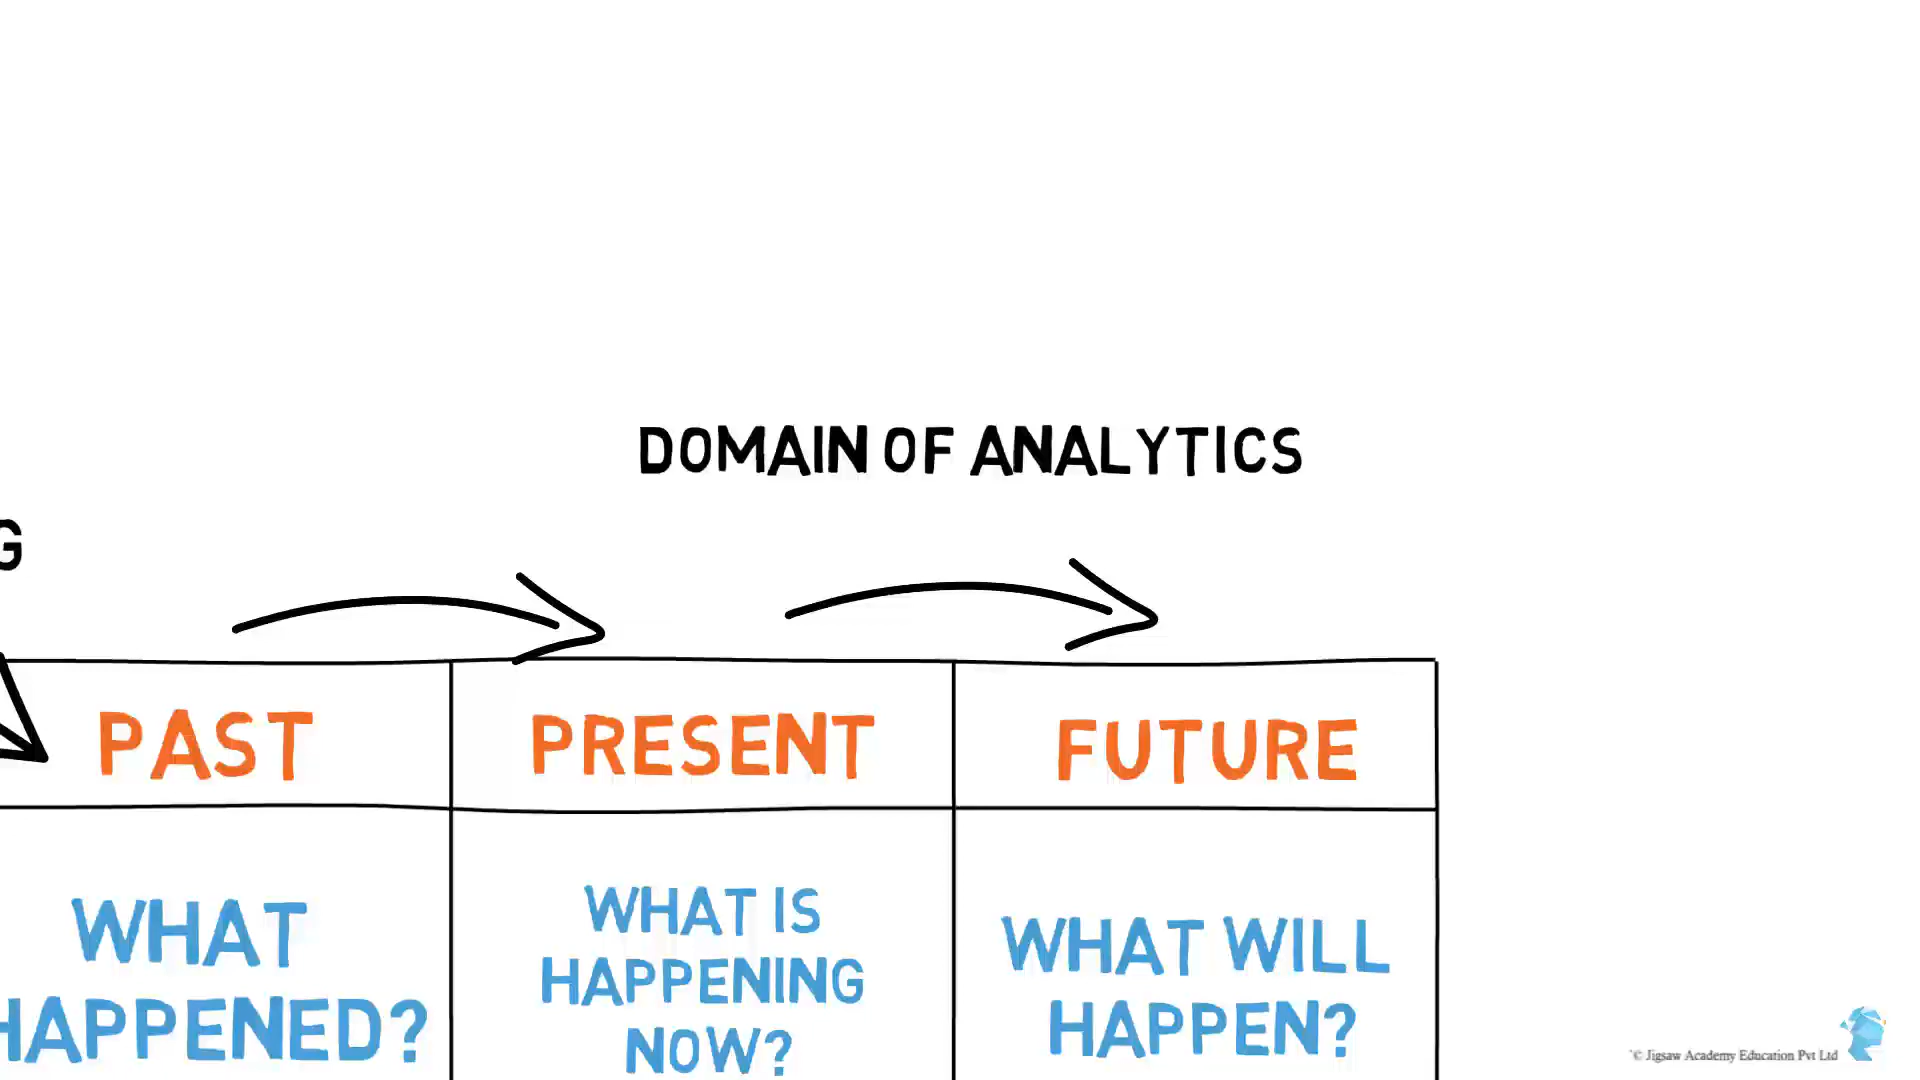 DOMAIN OF ANALYTICS
G
PAST
PRESENT
FUTURE
WHAT
HAPPENED?
WHAT IS
HAPPENING
NOW?
WHAT WILL
HAPPEN?
© Jigsaw Academy Education Pvt Ltd